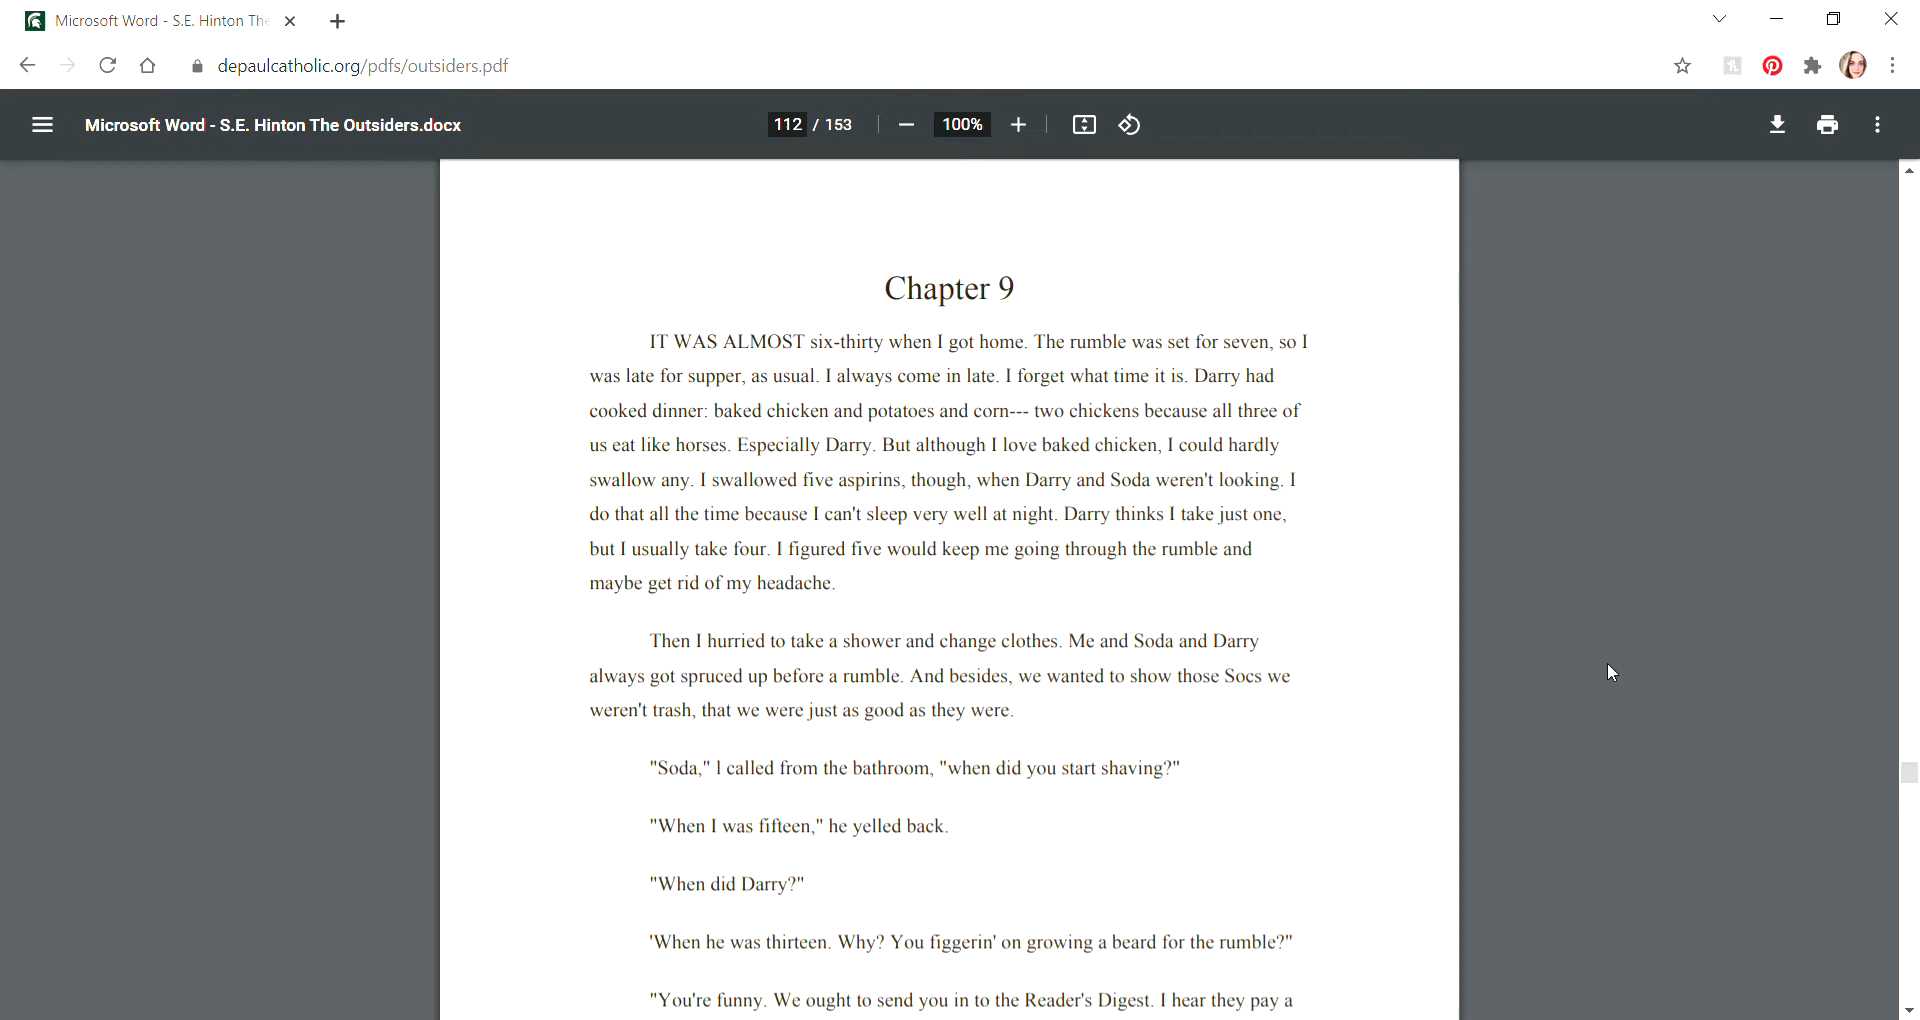 Microsoft Word - S.E. Hinton The
depaulcatholic.org/pdfs/outsiders.pdf
Microsoft Word - S.E. Hinton The Outsiders.docx
112 / 153
100%
Chapter 9
IT WAS ALMOST six-thirty when I got home. The rumble was set for seven, so I
was late for supper, as usual. I always come in late. I forget what time it is. Darry had
cooked dinner: baked chicken and potatoes and corn--- two chickens because all three of
us eat like horses. Especially Darry. But although I love baked chicken, I could hardly
swallow any. I swallowed five aspirins, though, when Darry and Soda weren't looking. I
do that all the time because I can't sleep very well at night. Darry thinks I take just one,
but I usually take four. I figured five would keep me going through the rumble and
maybe get rid of my headache.
Then I hurried to take a shower and change clothes. Me and Soda and Darry
always got spruced up before a rumble. And besides, we wanted to show those Socs we
weren't trash, that we were just as good as they were.
"Soda," l called from the bathroom, "when did you start shaving?"
"When I was fifteen," he yelled back.
"When did Darry?"
'When he was thirteen. Why? You figgerin' on growing a beard for the rumble?"
"You're funny. We ought to send you in to the Reader's Digest. I hear they pay a